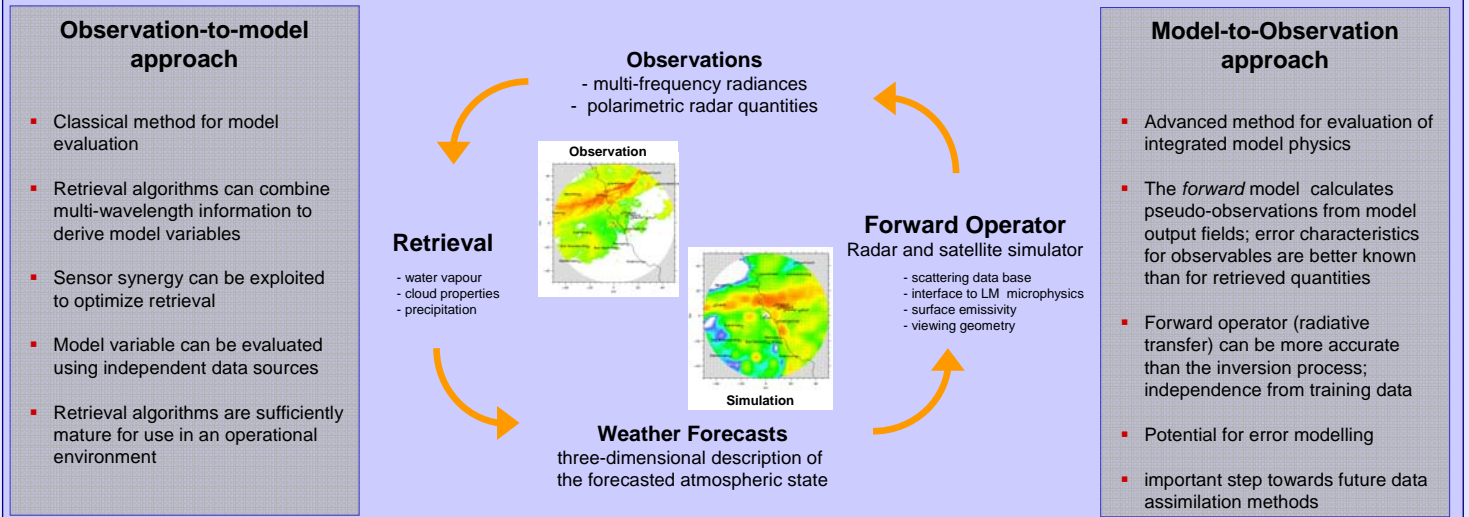 Observation-to-model
approach
▪ Classical method for model
evaluation
▪ Retrieval algorithms can combine
multi-wavelength information to
derive model variables
▪ Sensor synergy can be exploited
to optimize retrieval
▪ Model variable can be evaluated
using independent data sources
▪ Retrieval algorithms are sufficiently
mature for use in an operational
environment
Observations
- multi-frequency radiances
- polarimetric radar quantities
Observation
Retrieval
- water vapour
- cloud properties
- precipitation
Simulation
Weather Forecasts
three-dimensional description of
the forecasted atmospheric state
Forward Operator
Radar and satellite simulator
- scattering data base
- interface to LM microphysics
- surface emissivity
- viewing geometry
Model-to-Observation
approach
▪ Advanced method for evaluation of
integrated model physics
▪ The forward model calculates
pseudo-observations from model
output fields; error characteristics
for observables are better known
than for retrieved quantities
▪ Forward operator (radiative
transfer) can be more accurate
than the inversion process;
independence from training data
▪ Potential for error modelling
▪ important step towards future data
assimilation methods